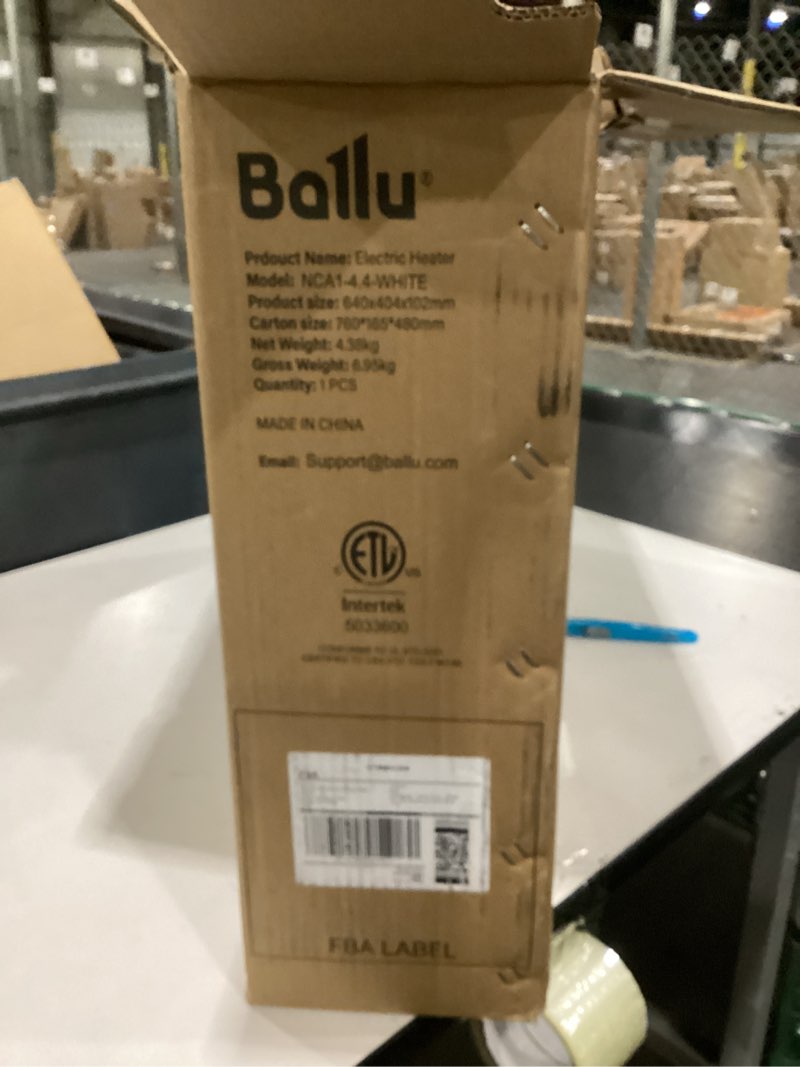 Ballu®
Prdouct Name: Electric Heater
Model: NCA1-4.4-WHITE
Product size: 640x404x102mm
Carton size: 760*165*480mm
Net Weight: 4.38kg
Gross Weight: 6.95kg
Quantity: 1 PCS
MADE IN CHINA
Email: Support@ballu.com
ETL
Intertek
5033600
FBA LABEL